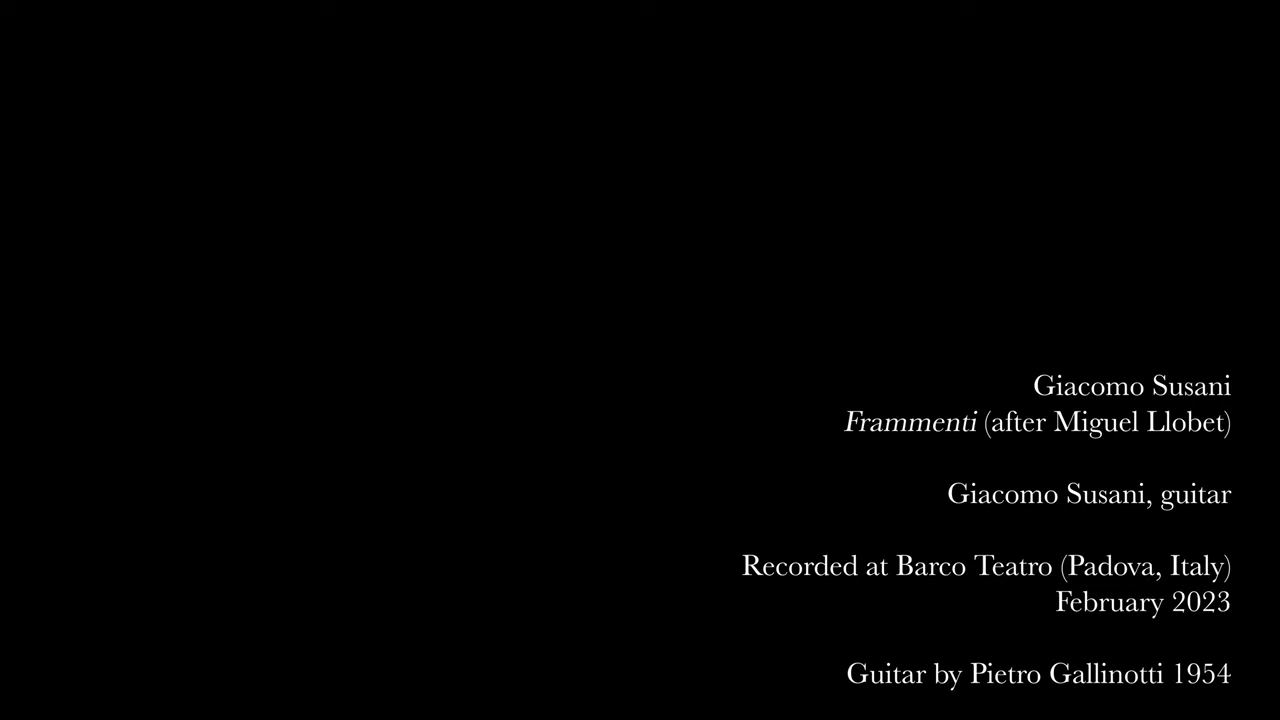 Giacomo Susani
Frammenti (after Miguel Llobet)
Giacomo Susani, guitar
Recorded at Barco Teatro (Padova, Italy)
February 2023
Guitar by Pietro Gallinotti 1954